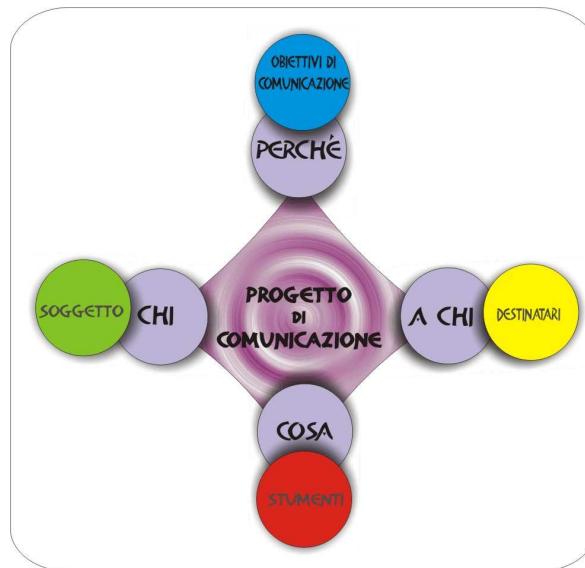 OBIETTIVI DI
COMUNICAZIONE
PERCHÉ
SOGGETTO
CHI
PROGETTO
DI
COMUNICAZIONE
A CHI
DESTINATARI
COSA
STUMENTI